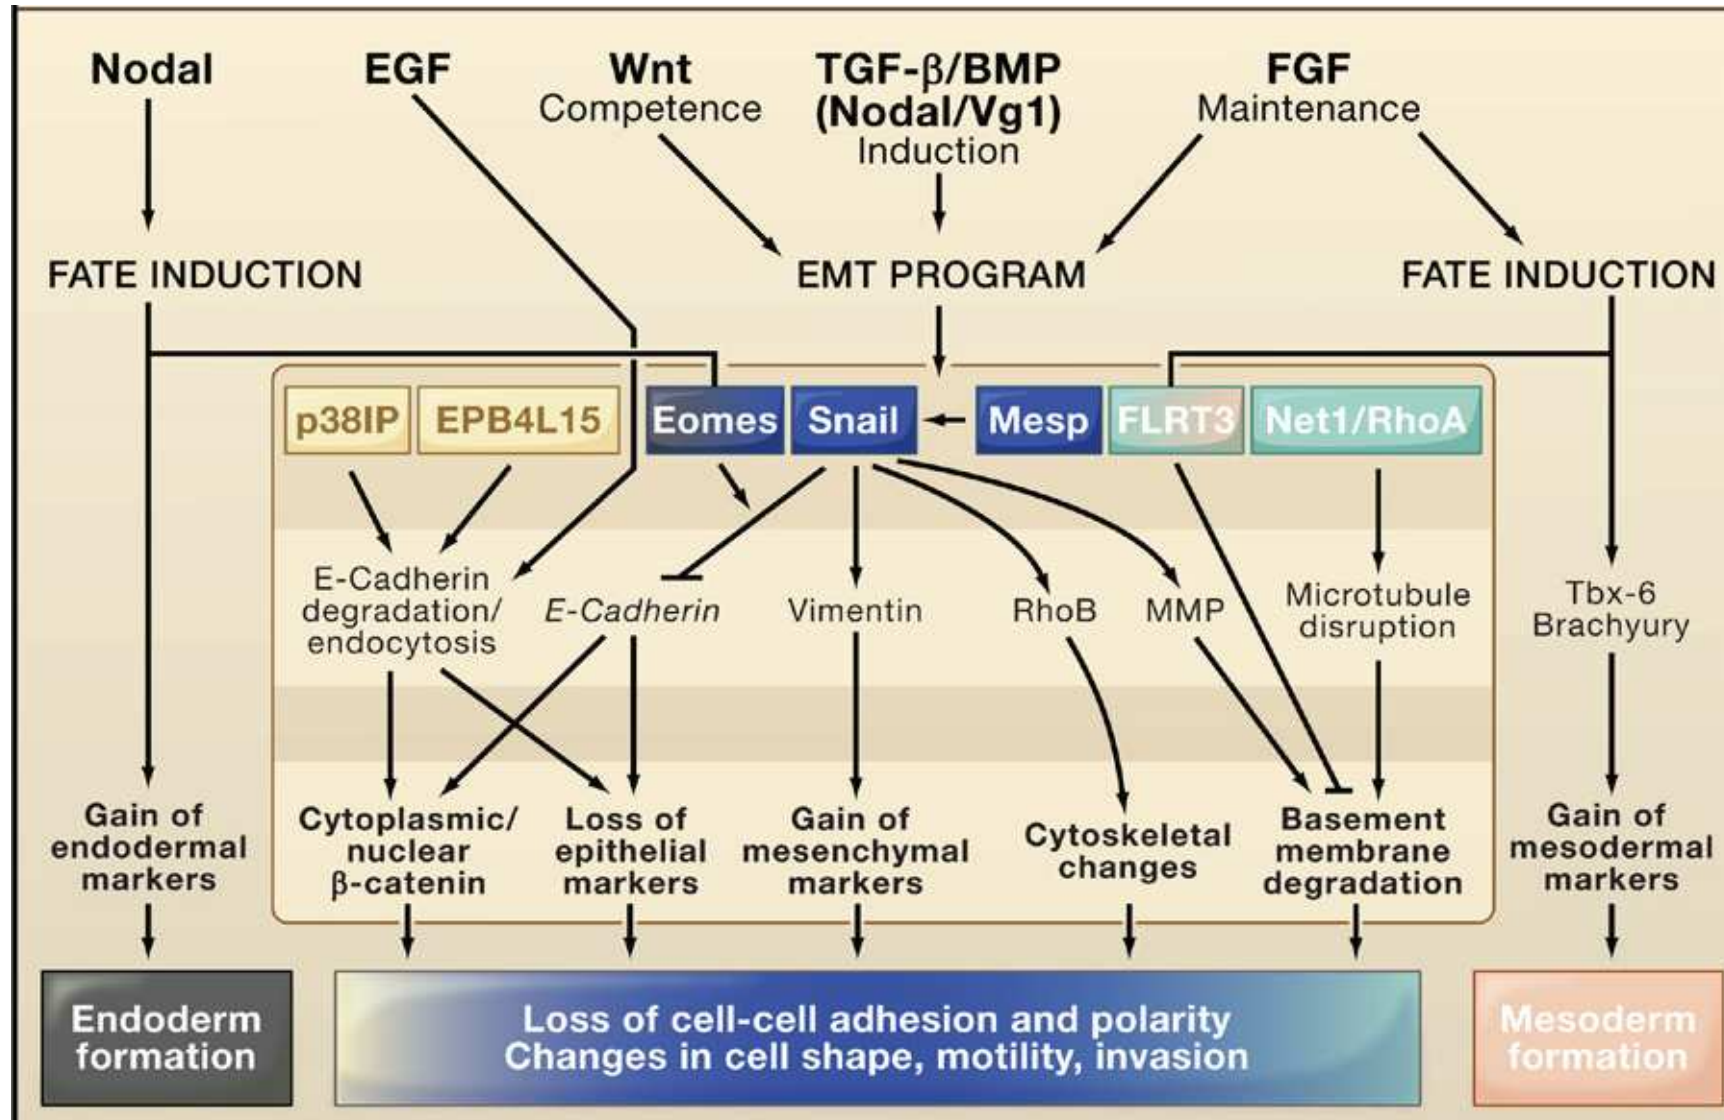 Nodal
EGF
Wnt
Competence
TGF-β/BMP
(Nodal/Vg1)
Induction
FGF
Maintenance
FATE INDUCTION
EMT PROGRAM
FATE INDUCTION
p38IP
EPB4L15
Eomes
Snail
Mesp
FLRT3
Net1/RhoA
E-Cadherin
degradation/
endocytosis
E-Cadherin
Vimentin
RhoB
MMP
Microtubule
disruption
Tbx-6
Brachyury
Gain of
endodermal
markers
Cytoplasmic/
nuclear
β-catenin
Loss of
epithelial
markers
Gain of
mesenchymal
markers
Cytoskeletal
changes
Basement
membrane
degradation
Gain of
mesodermal
markers
Endoderm
formation
Loss of cell-cell adhesion and polarity
Changes in cell shape, motility, invasion
Mesoderm
formation